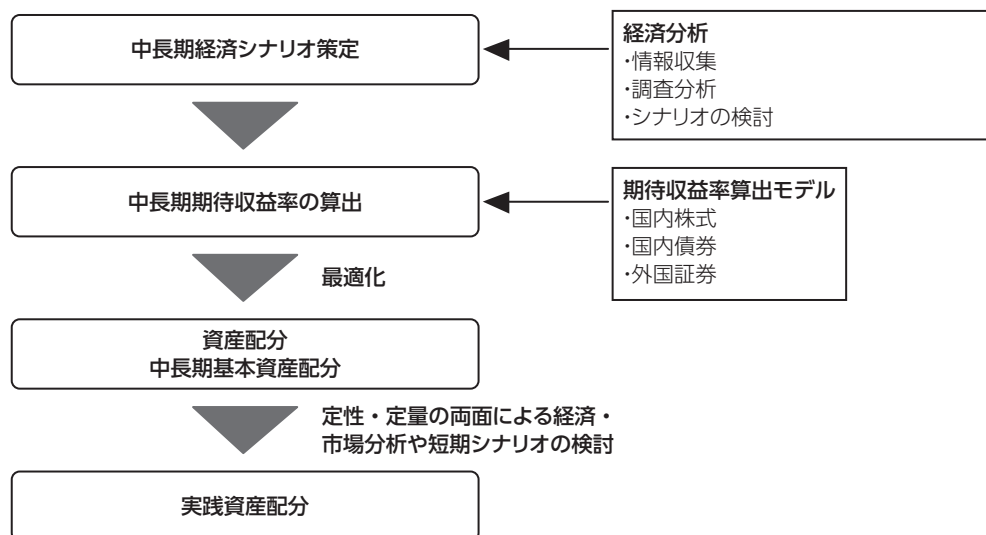 中長期経済シナリオ策定
経済分析
・情報収集
・調査分析
・シナリオの検討
中長期期待収益率の算出
期待収益率算出モデル
・国内株式
・国内債券
・外国証券
最適化
資産配分
中長期基本資産配分
定性・定量の両面による経済・
市場分析や短期シナリオの検討
実践資産配分